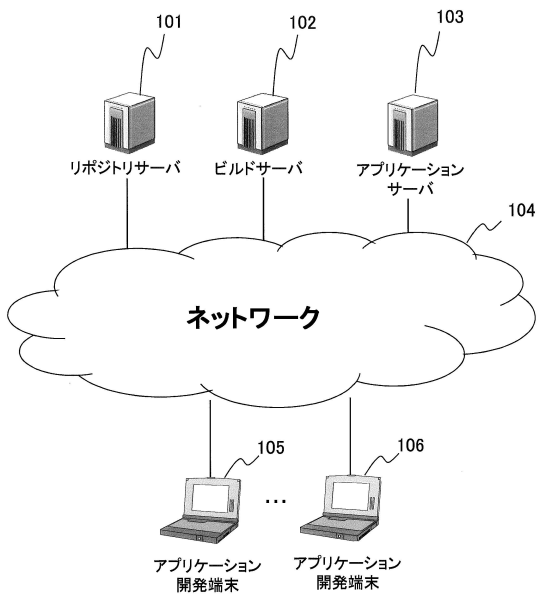 101
102
103
リポジトリサーバ
ビルドサーバ
アプリケーション
サーバ
104
ネットワーク
105
106
...
アプリケーション
開発端末
アプリケーション
開発端末